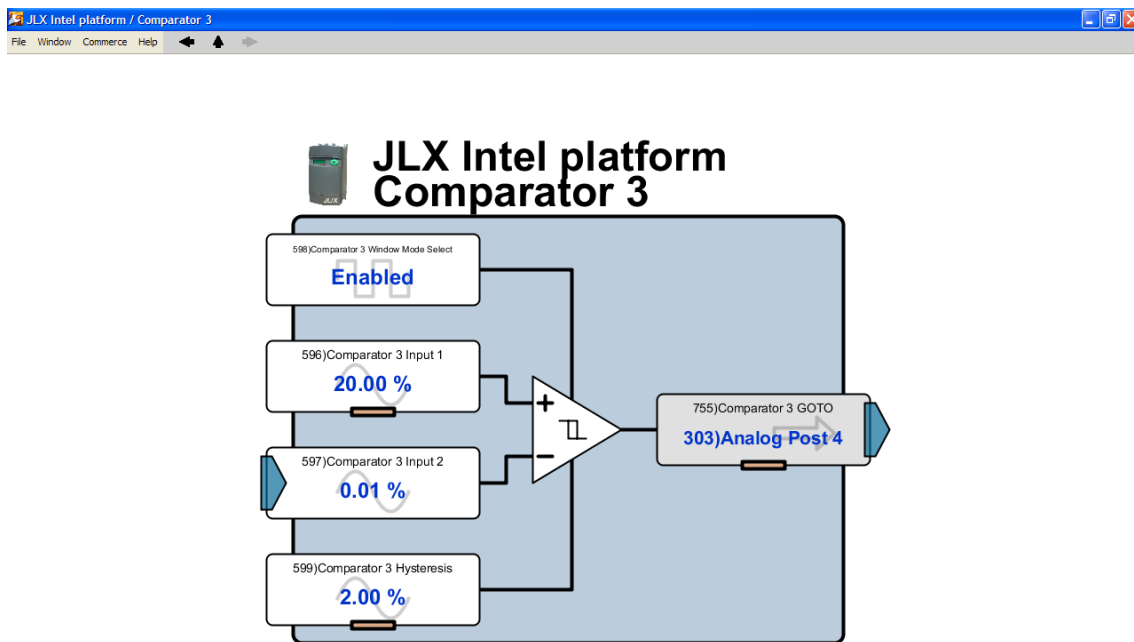 JLX Intel platform / Comparator 3
File Window Commerce Help
JLX Intel platform
Comparator 3
JL/X
598)Comparator 3 Window Mode Select
Enabled
596)Comparator 3 Input 1
20.00 %
755)Comparator 3 GOTO
303)Analog Post 4
597)Comparator 3 Input 2
0.01 %
599)Comparator 3 Hysteresis
2.00 %